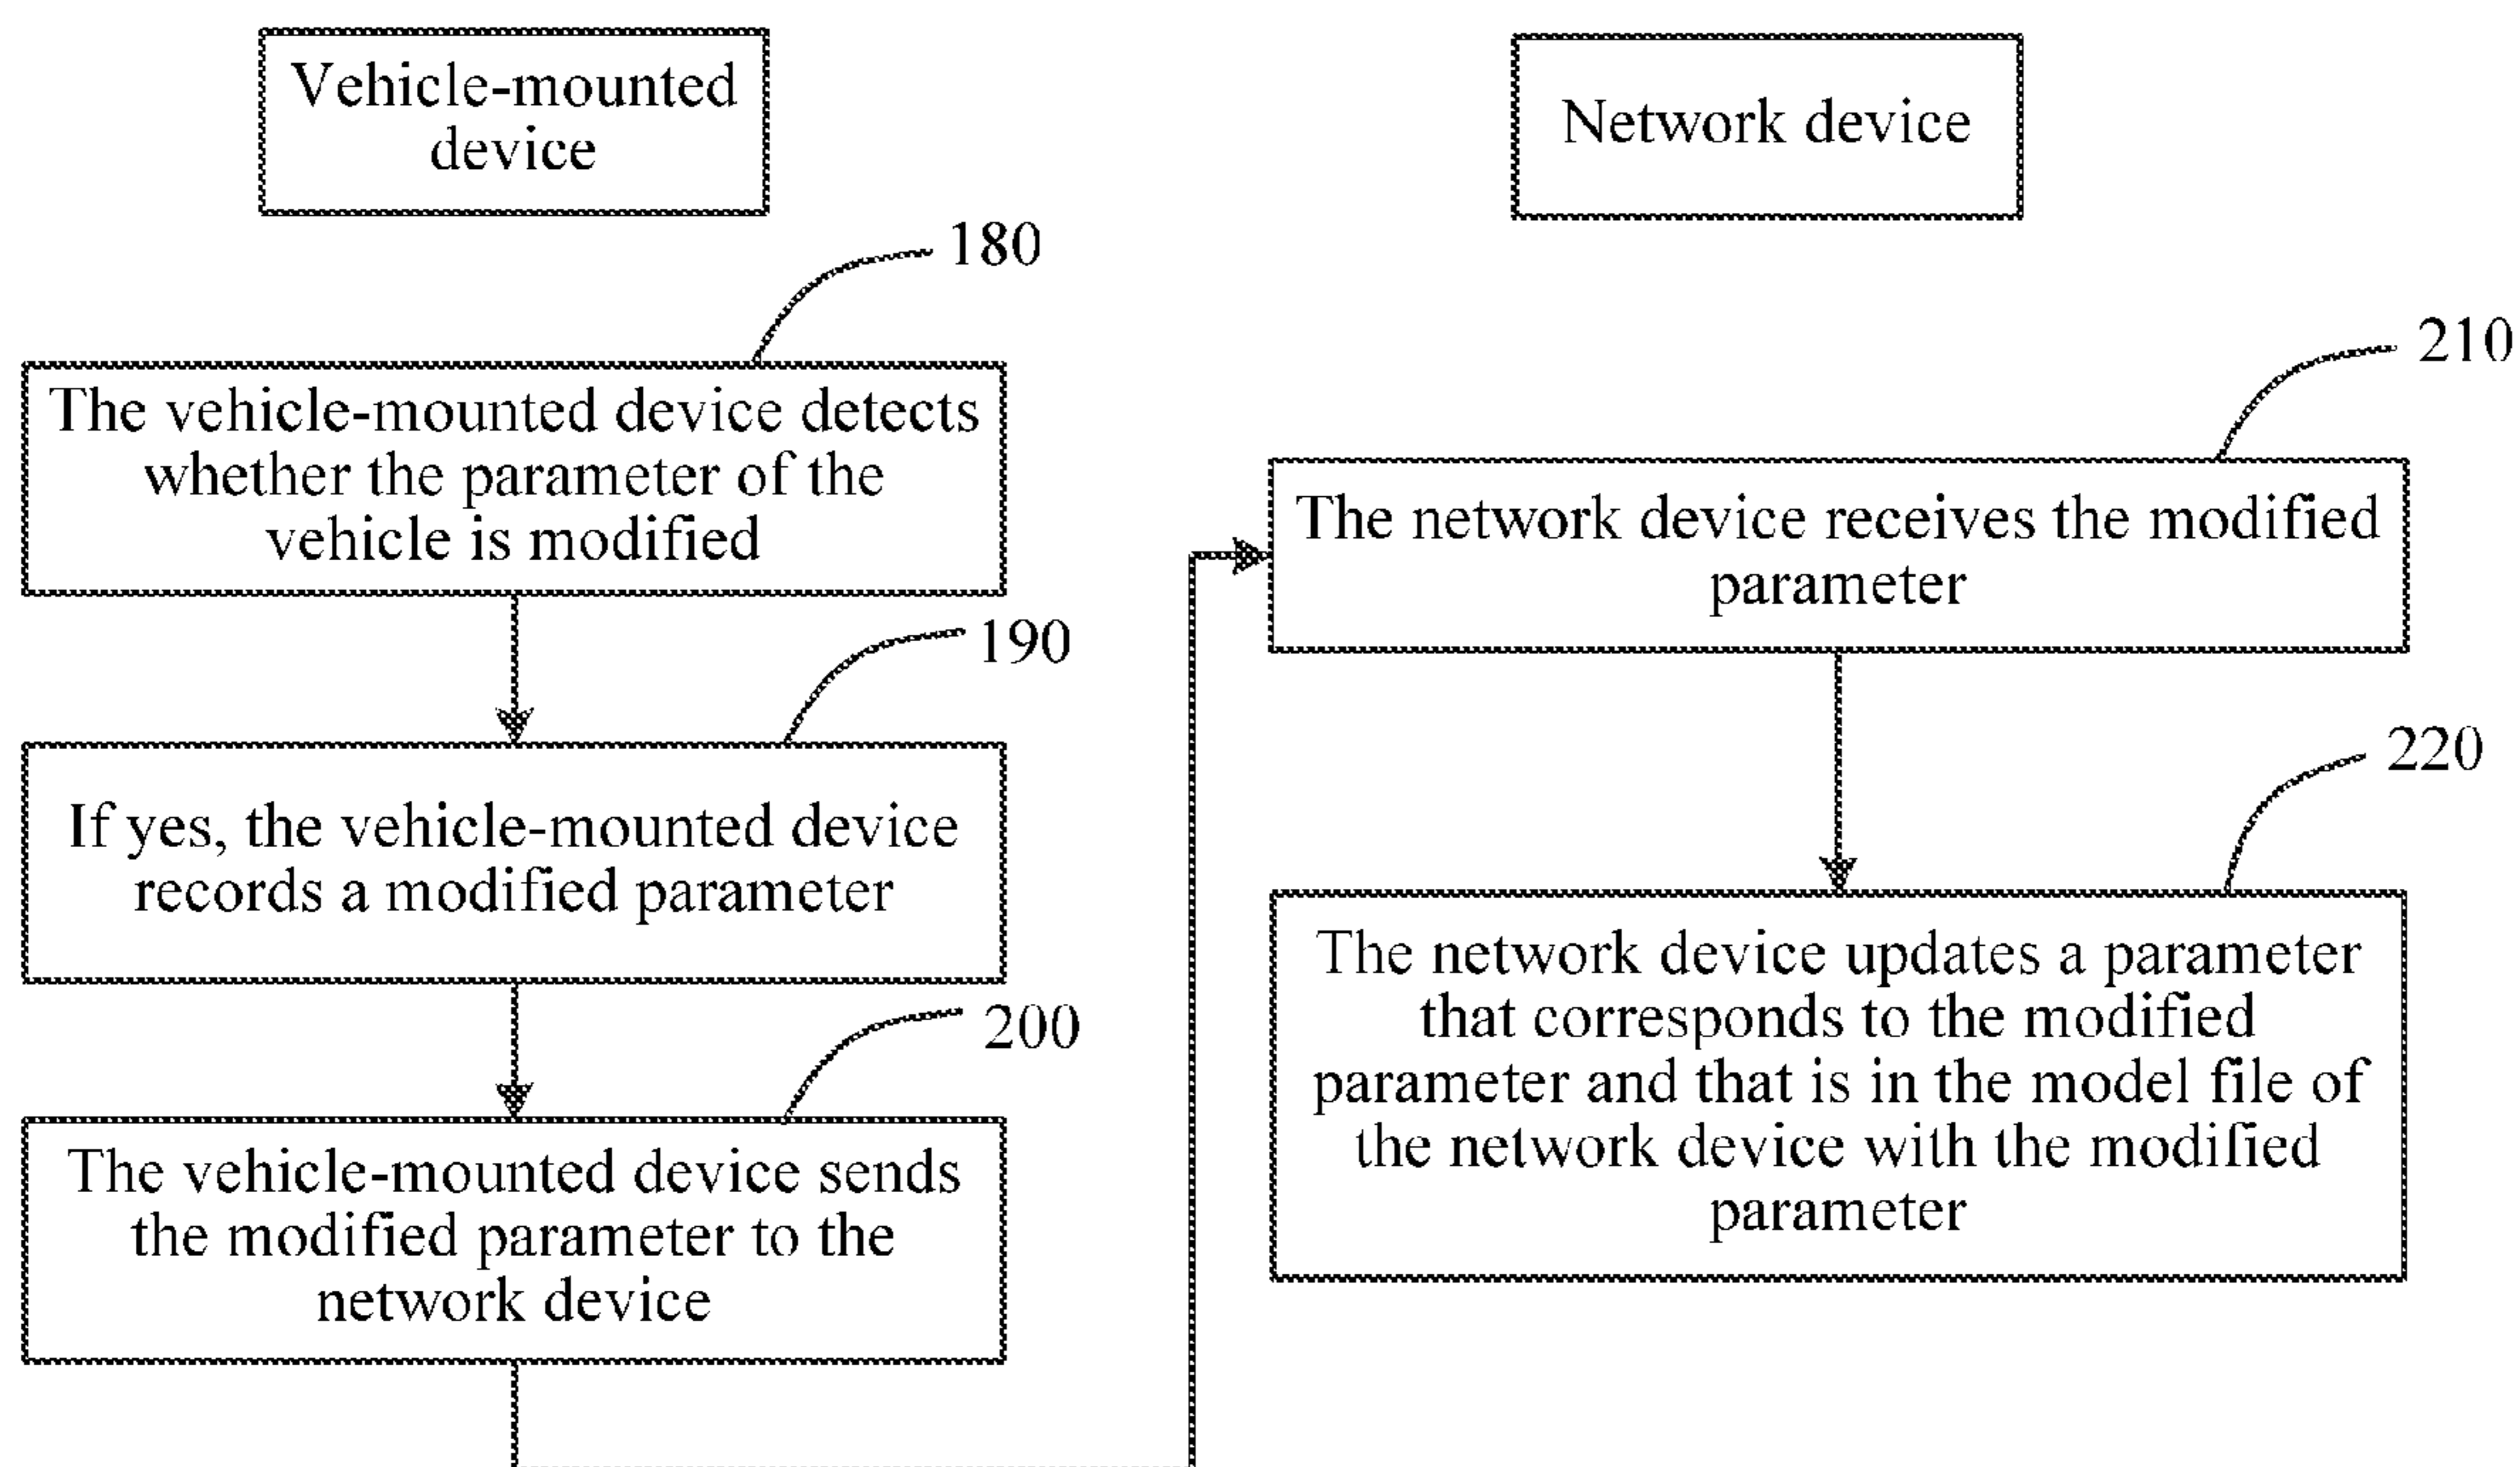 Vehicle-mounted
device
Network device
180
The vehicle-mounted device detects
whether the parameter of the
vehicle is modified
190
If yes, the vehicle-mounted device
records a modified parameter
200
The vehicle-mounted device sends
the modified parameter to the
network device
210
The network device receives the modified
parameter
220
The network device updates a parameter
that corresponds to the modified
parameter and that is in the model file of
the network device with the modified
parameter